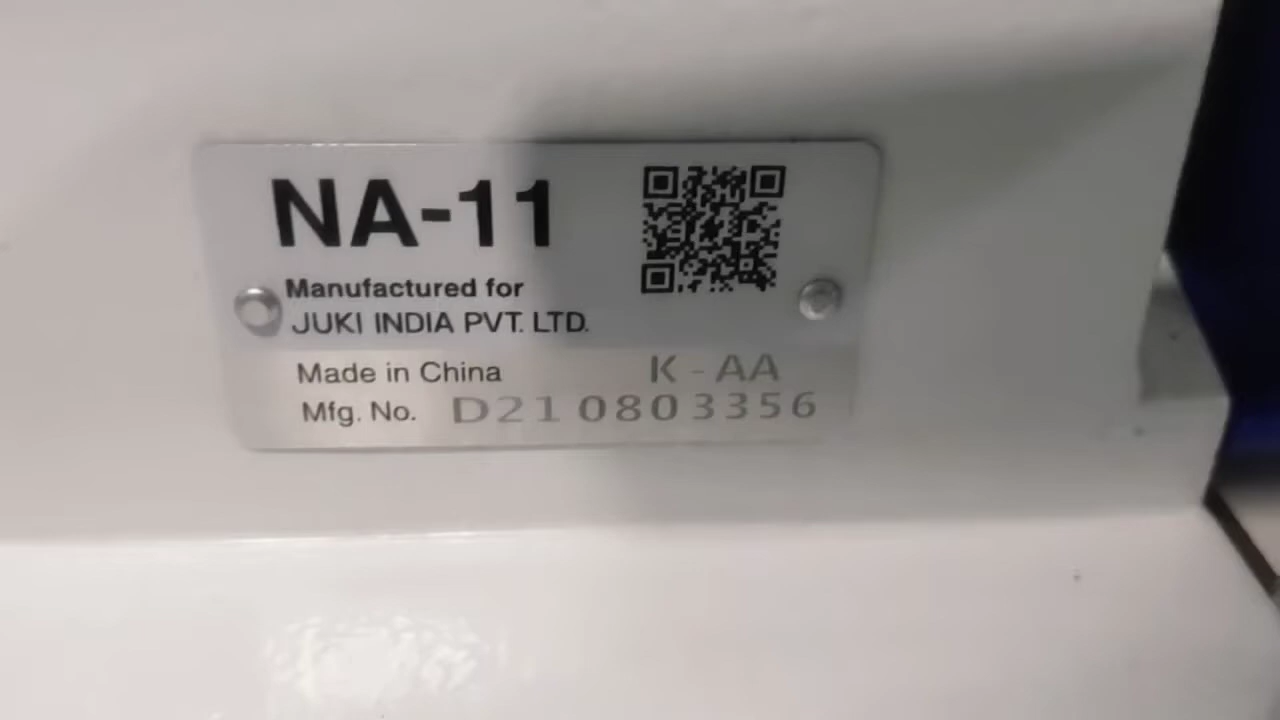 NA-11
Manufactured for
JUKI INDIA PVT. LTD.
Made in China K-AA
Mfg. No. D210803356